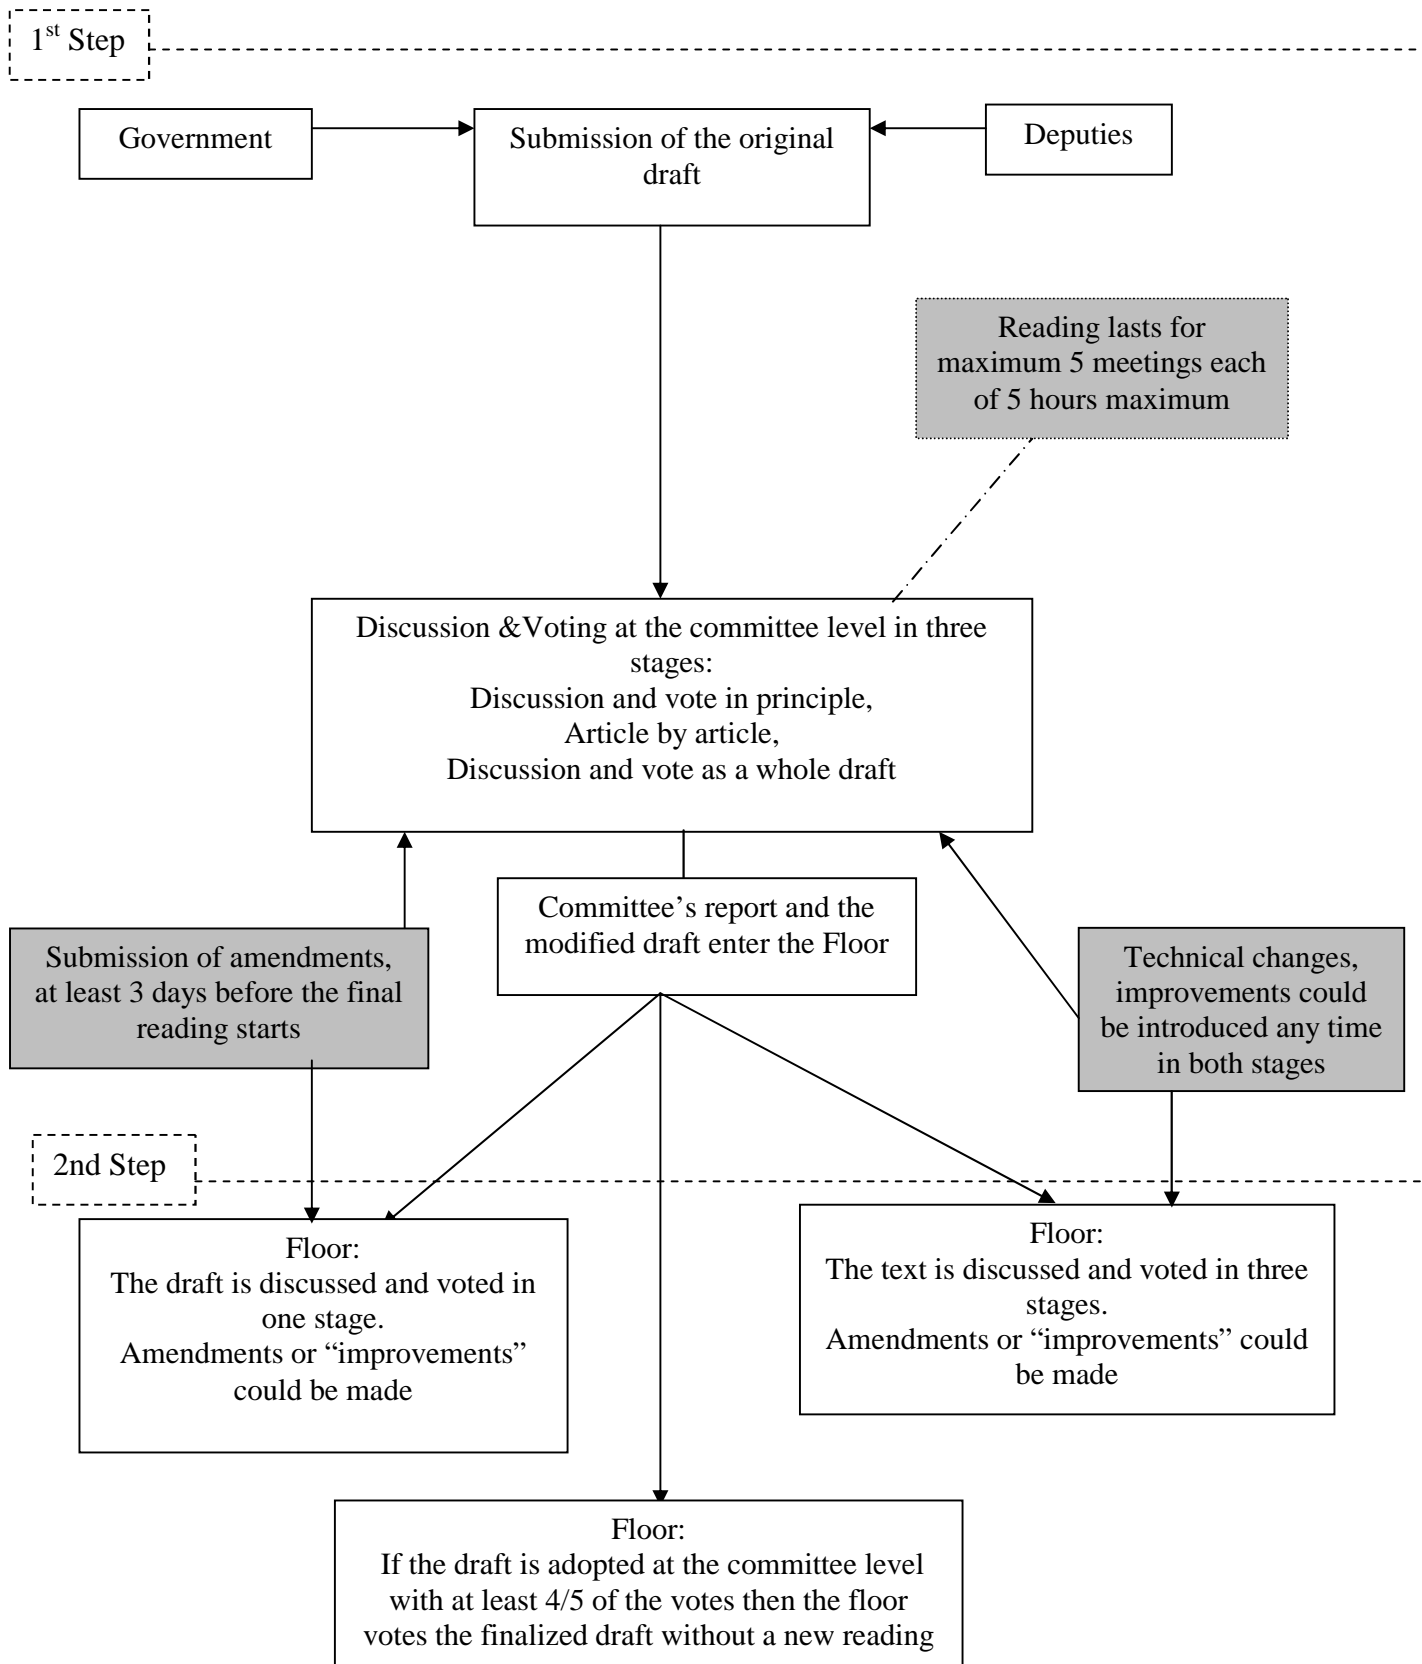 1st Step
Government
Submission of the original
draft
Deputies
Reading lasts for
maximum 5 meetings each
of 5 hours maximum
Discussion &Voting at the committee level in three
stages:
Discussion and vote in principle,
Article by article,
Discussion and vote as a whole draft
Committee’s report and the
modified draft enter the Floor
Submission of amendments,
at least 3 days before the final
reading starts
Technical changes,
improvements could
be introduced any time
in both stages
2nd Step
Floor:
The draft is discussed and voted in
one stage.
Amendments or “improvements”
could be made
Floor:
The text is discussed and voted in three
stages.
Amendments or “improvements” could
be made
Floor:
If the draft is adopted at the committee level
with at least 4/5 of the votes then the floor
votes the finalized draft without a new reading